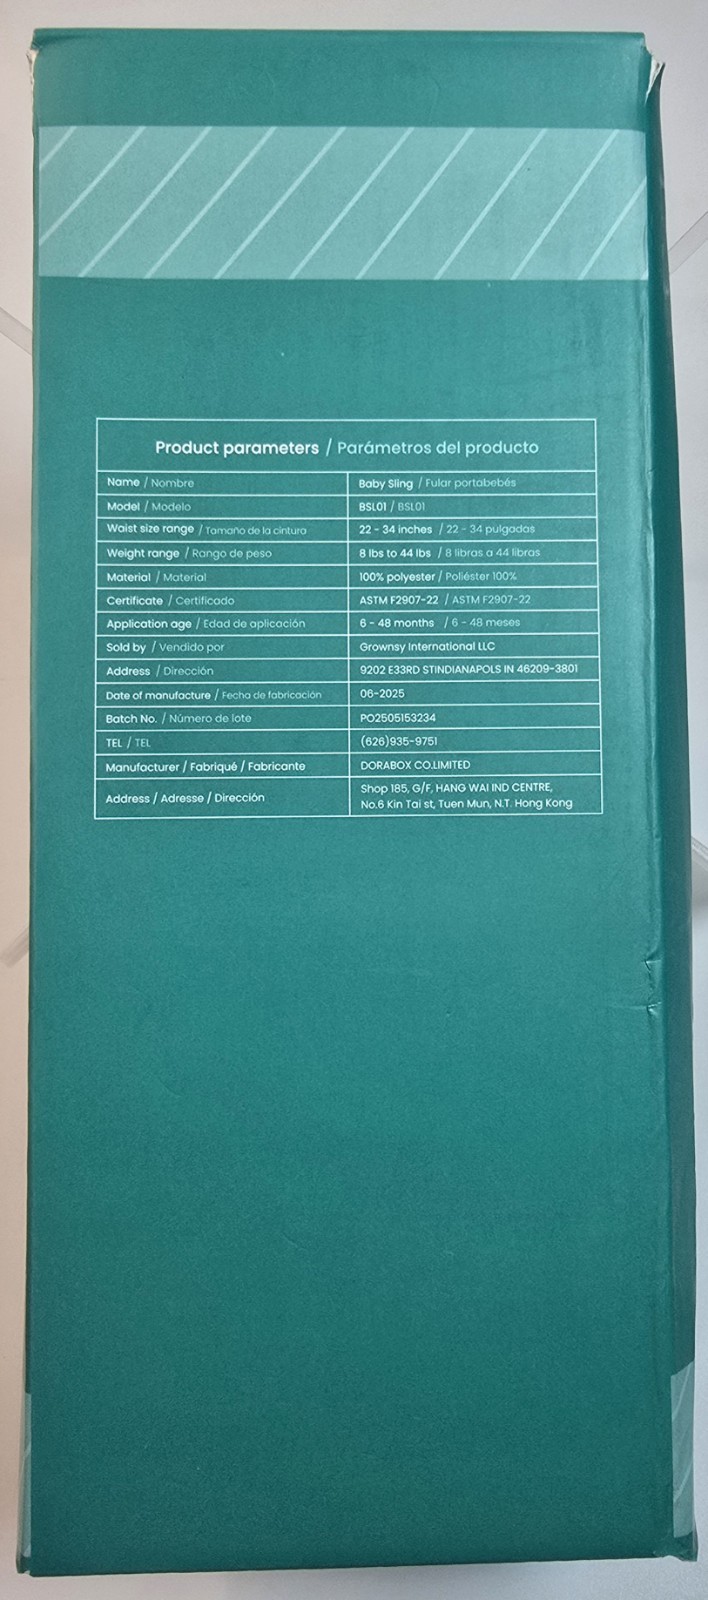 Product parameters / Parámetros del producto
Name / Nombre Baby Sling / Fular portabebés
Model / Modelo BSL01 / BSL01
Waist size range / Tamaño de la cintura 22 - 34 inches / 22 - 34 pulgadas
Weight range / Rango de peso 8 lbs to 44 lbs / 8 libras a 44 libras
Material / Material 100% polyester / Poliéster 100%
Certificate / Certificado ASTM F2907-22 / ASTM F2907-22
Application age / Edad de aplicación 6 - 48 months / 6 - 48 meses
Sold by / Vendido por Grownsy International LLC
Address / Dirección 9202 E33RD STINDIANAPOLS IN 46209-3801
Date of manufacture / Fecha de fabricación 06-2025
Batch No. / Número de lote PO2505153234
TEL / TEL (626)935-9751
Manufacturer / Fabriqué / Fabricante DORABOX CO.LIMITED
Address / Adresse / Dirección Shop 185, G/F, HANG WAI IND CENTRE,
No.6 Kin Tai st, Tuen Mun, N.T. Hong Kong